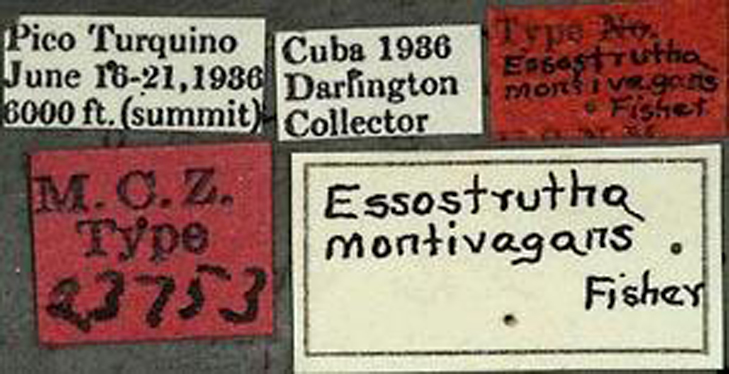 Pico Turquino
June 16-21,1936
6000 ft. (summit)
Cuba 1936
Darlington
Collector
Type No.
Essostrutha
montivagans
Fisher
M.C.Z.
Type
23753
Essostrutha
montivagans
Fisher